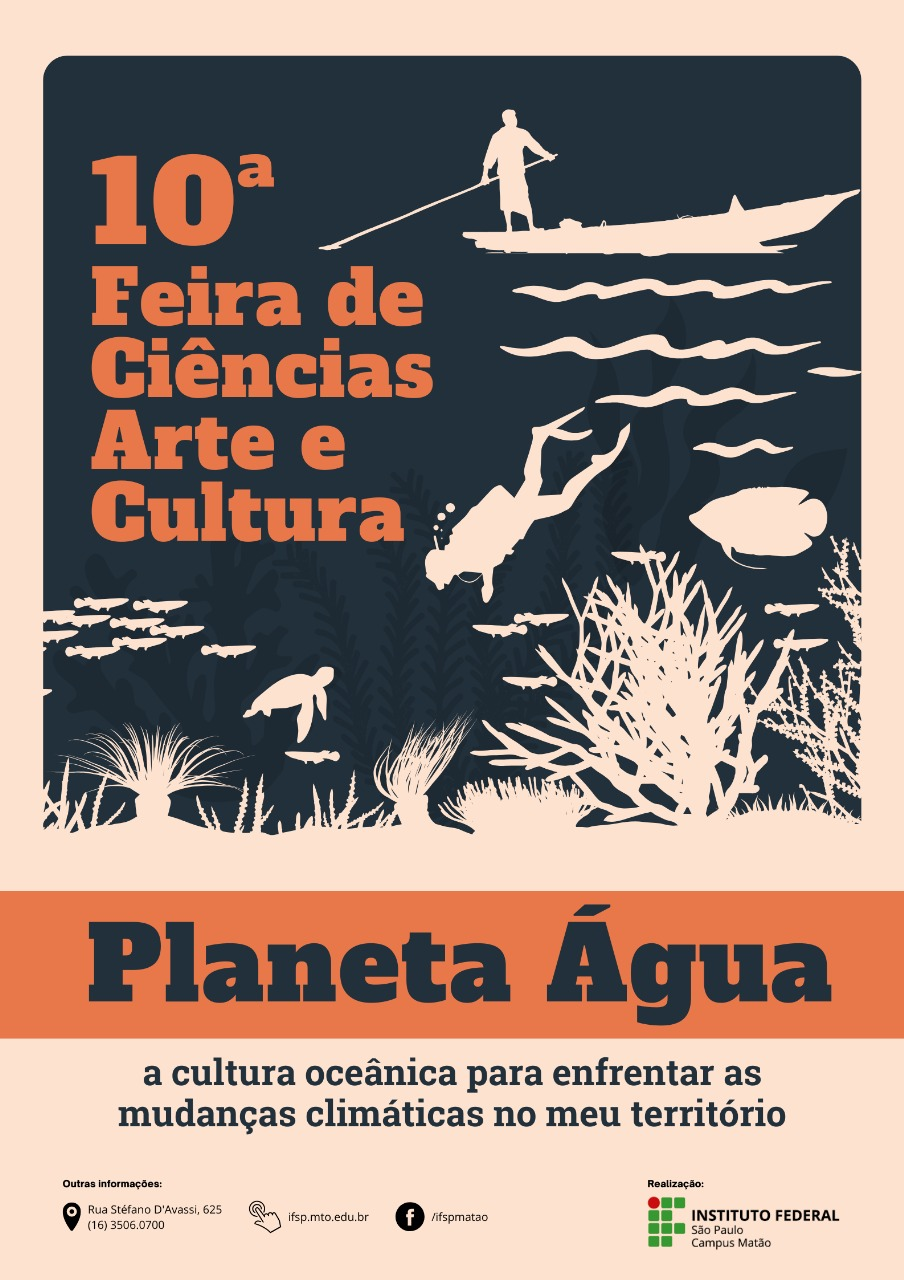 10ª
Feira de
Ciências
Arte e
Cultura
Planeta Água
a cultura oceânica para enfrentar as
mudanças climáticas no meu território
Outras informações:
Rua Stéfano D'Avassi, 625
(16) 3506.0700
ifsp.mto.edu.br
/ifspmatao
Realização:
INSTITUTO FEDERAL
São Paulo
Campus Matão